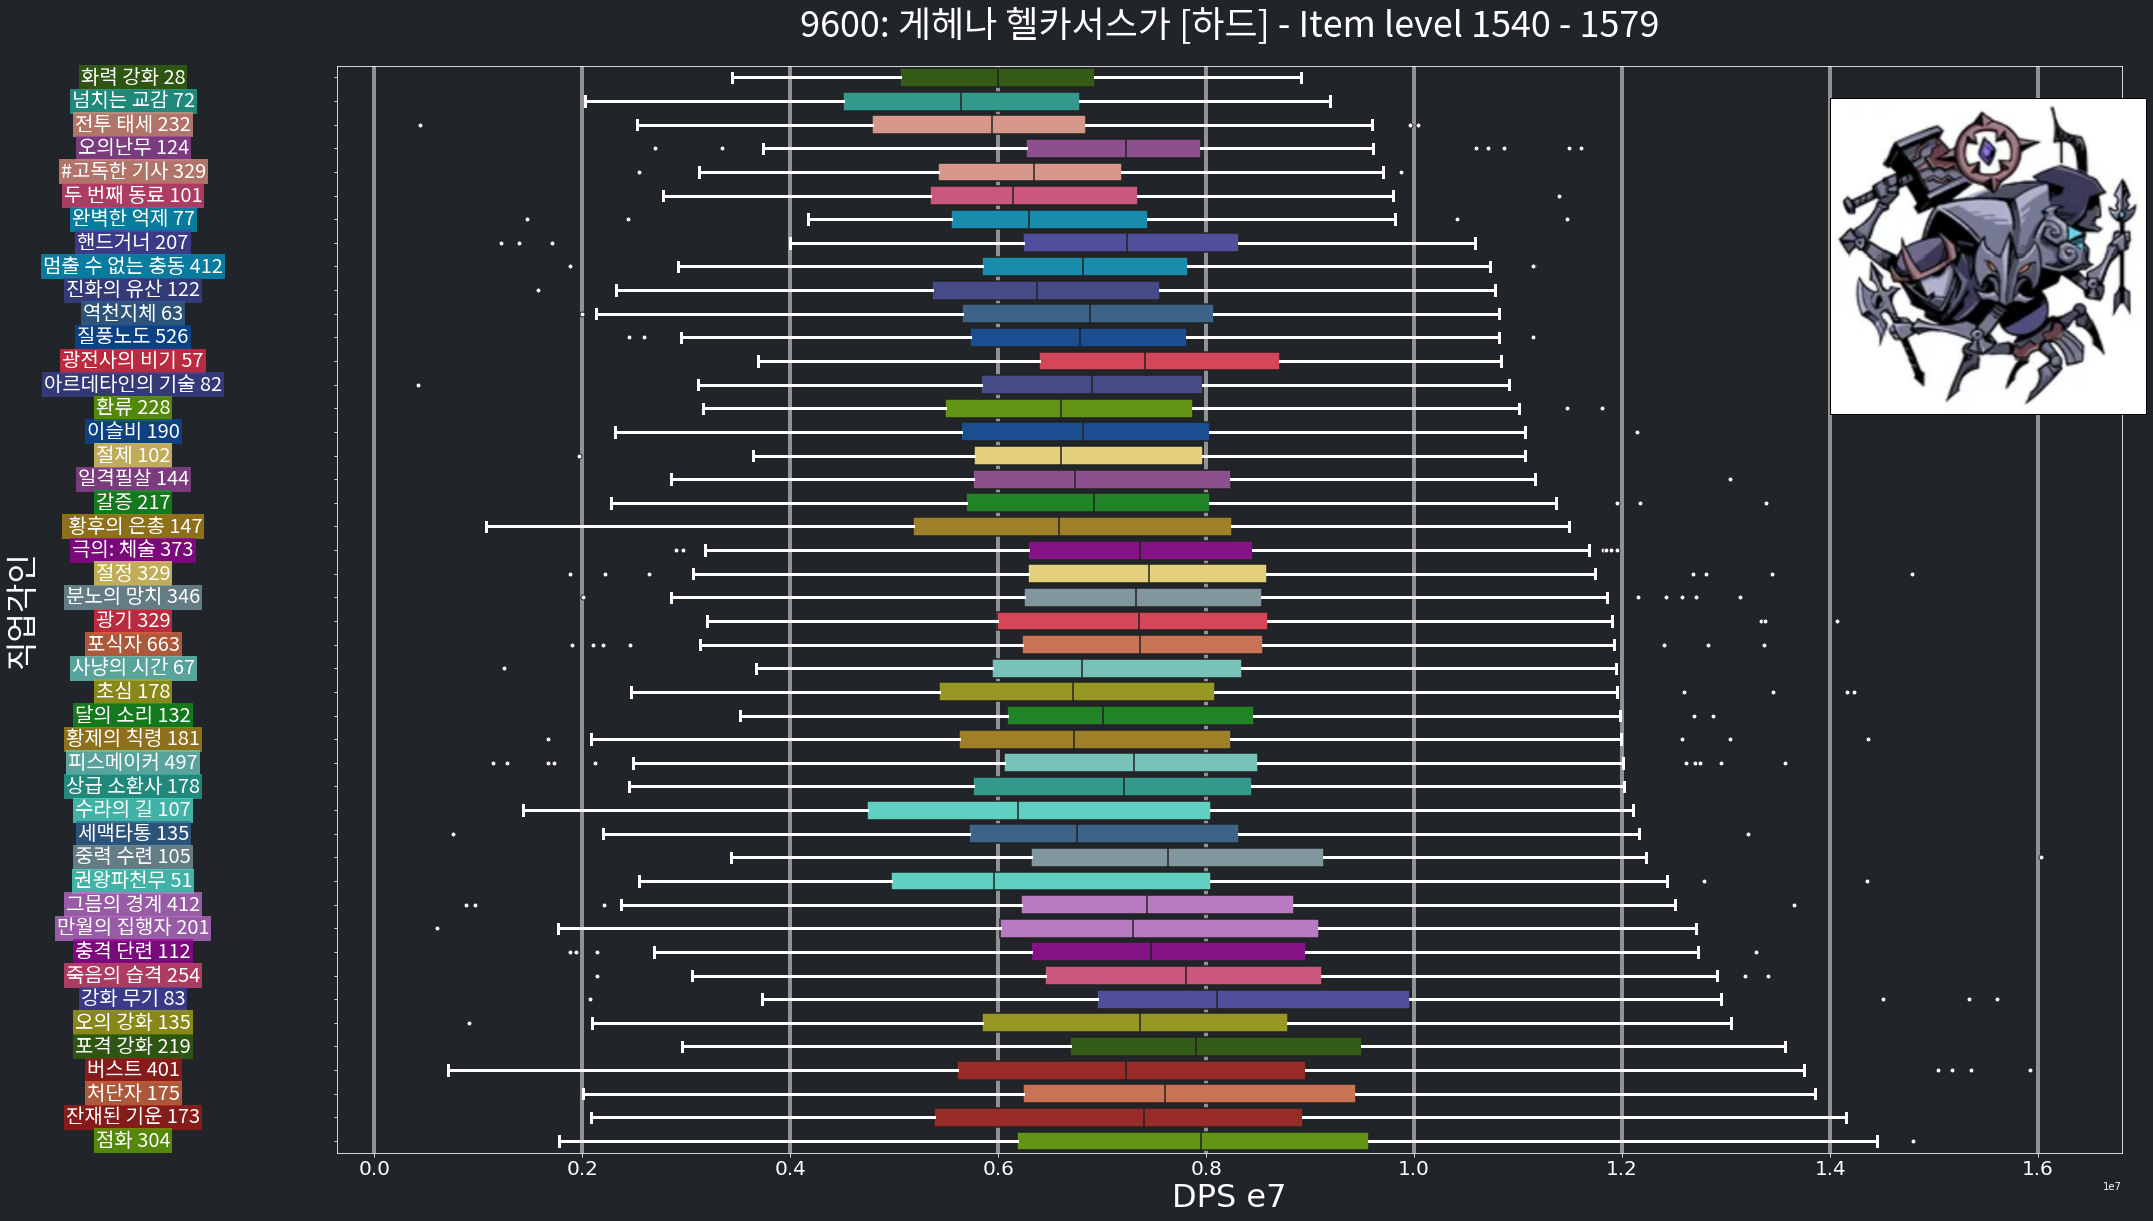 9600: 게헤나 헬카서스가 [하드] - Item level 1540 - 1579
화력 강화 28
넘치는 교감 72
전투 태세 232
오의난무 124
#고독한 기사 329
두 번째 동료 101
완벽한 억제 77
핸드거너 207
멈출 수 없는 충동 412
진화의 유산 122
역천지체 63
질풍노도 526
광전사의 비기 57
아르데타인의 기술 82
환류 228
이슬비 190
절제 102
일격필살 144
갈증 217
황후의 은총 147
극의: 체술 373
절정 329
분노의 망치 346
광기 329
포식자 663
사냥의 시간 67
초심 178
달의 소리 132
황제의 칙령 181
피스메이커 497
상급 소환사 178
수라의 길 107
세맥타통 135
중력 수련 105
권왕파천무 51
그믐의 경계 412
만월의 집행자 201
충격 단련 112
죽음의 습격 254
강화 무기 83
오의 강화 135
포격 강화 219
버스트 401
처단자 175
잔재된 기운 173
점화 304
직업각인
0.0 0.2 0.4 0.6 0.8 1.0 1.2 1.4 1.6
1e7
DPS e7